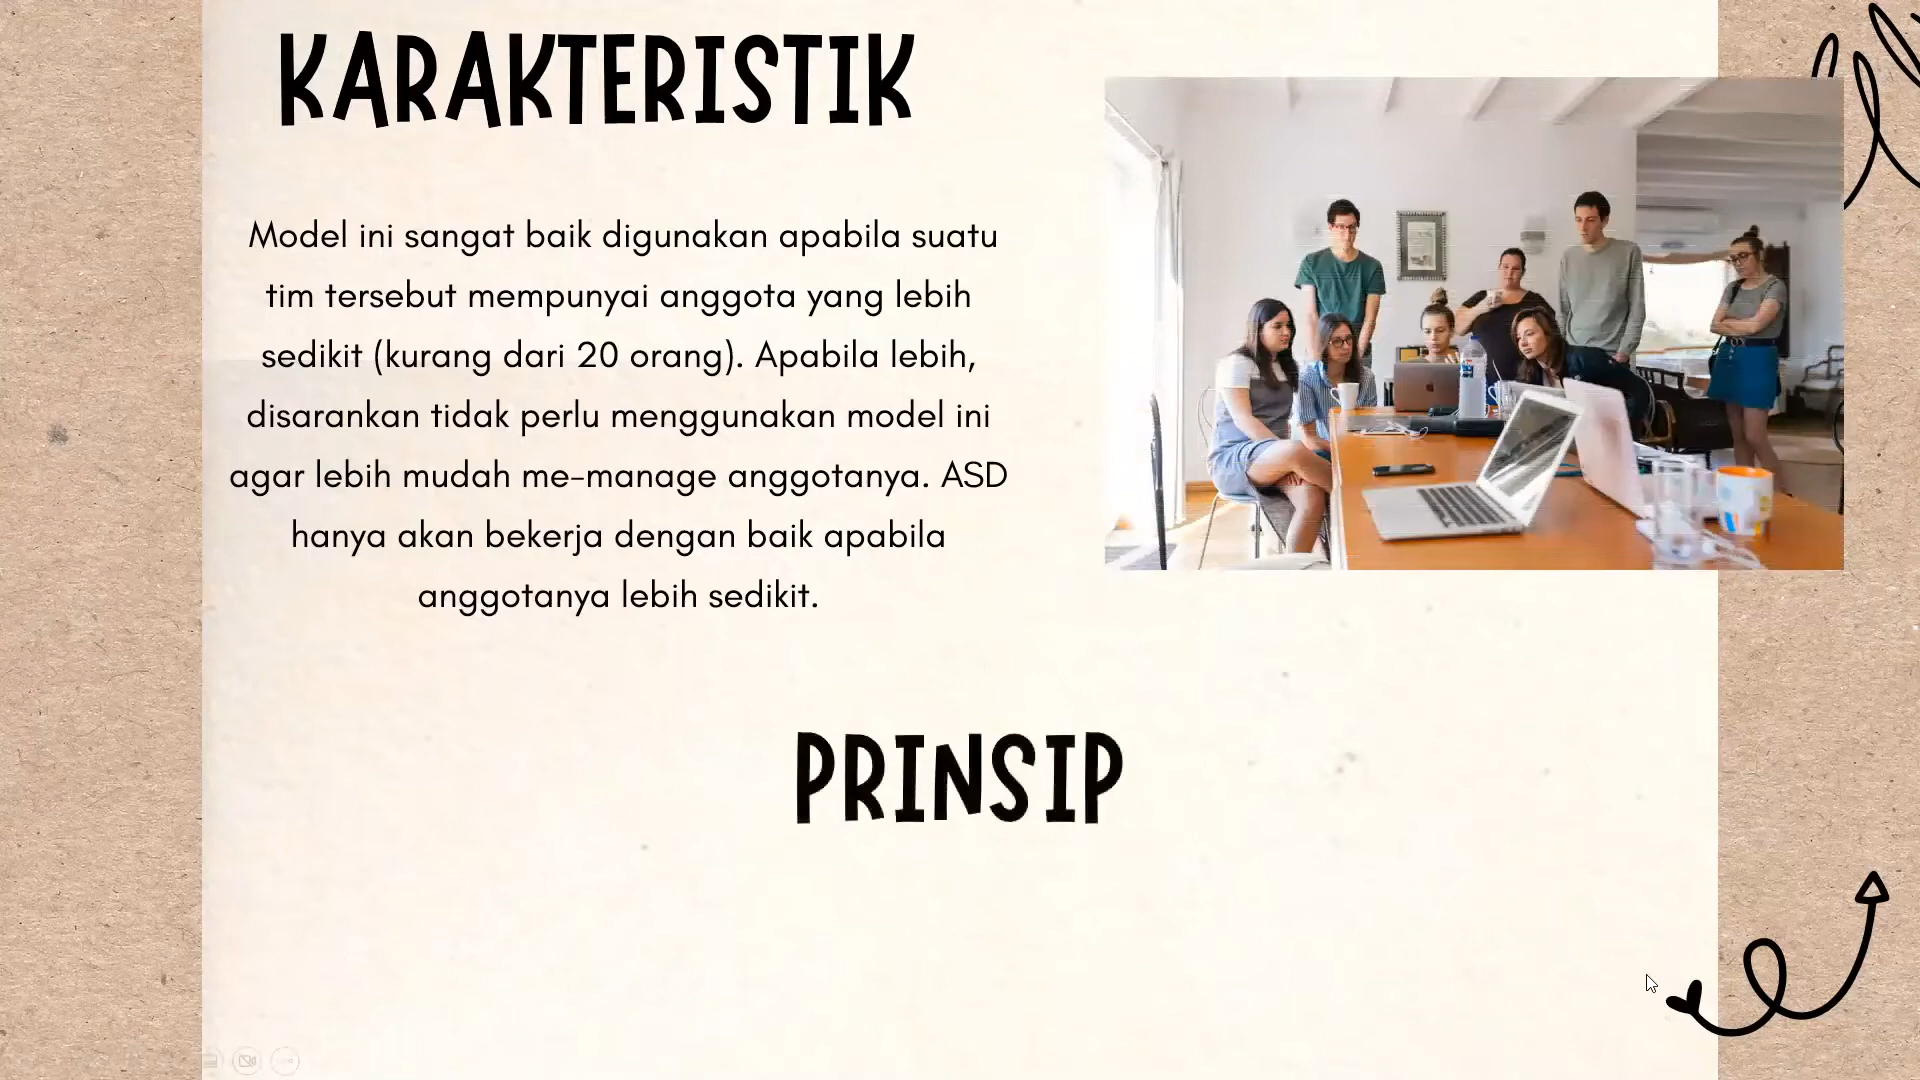 KARAKTERISTIK
Model ini sangat baik digunakan apabila suatu
tim tersebut mempunyai anggota yang lebih
sedikit (kurang dari 20 orang). Apabila lebih,
disarankan tidak perlu menggunakan model ini
agar lebih mudah me-manage anggotanya. ASD
hanya akan bekerja dengan baik apabila
anggotanya lebih sedikit.
PRINSIP